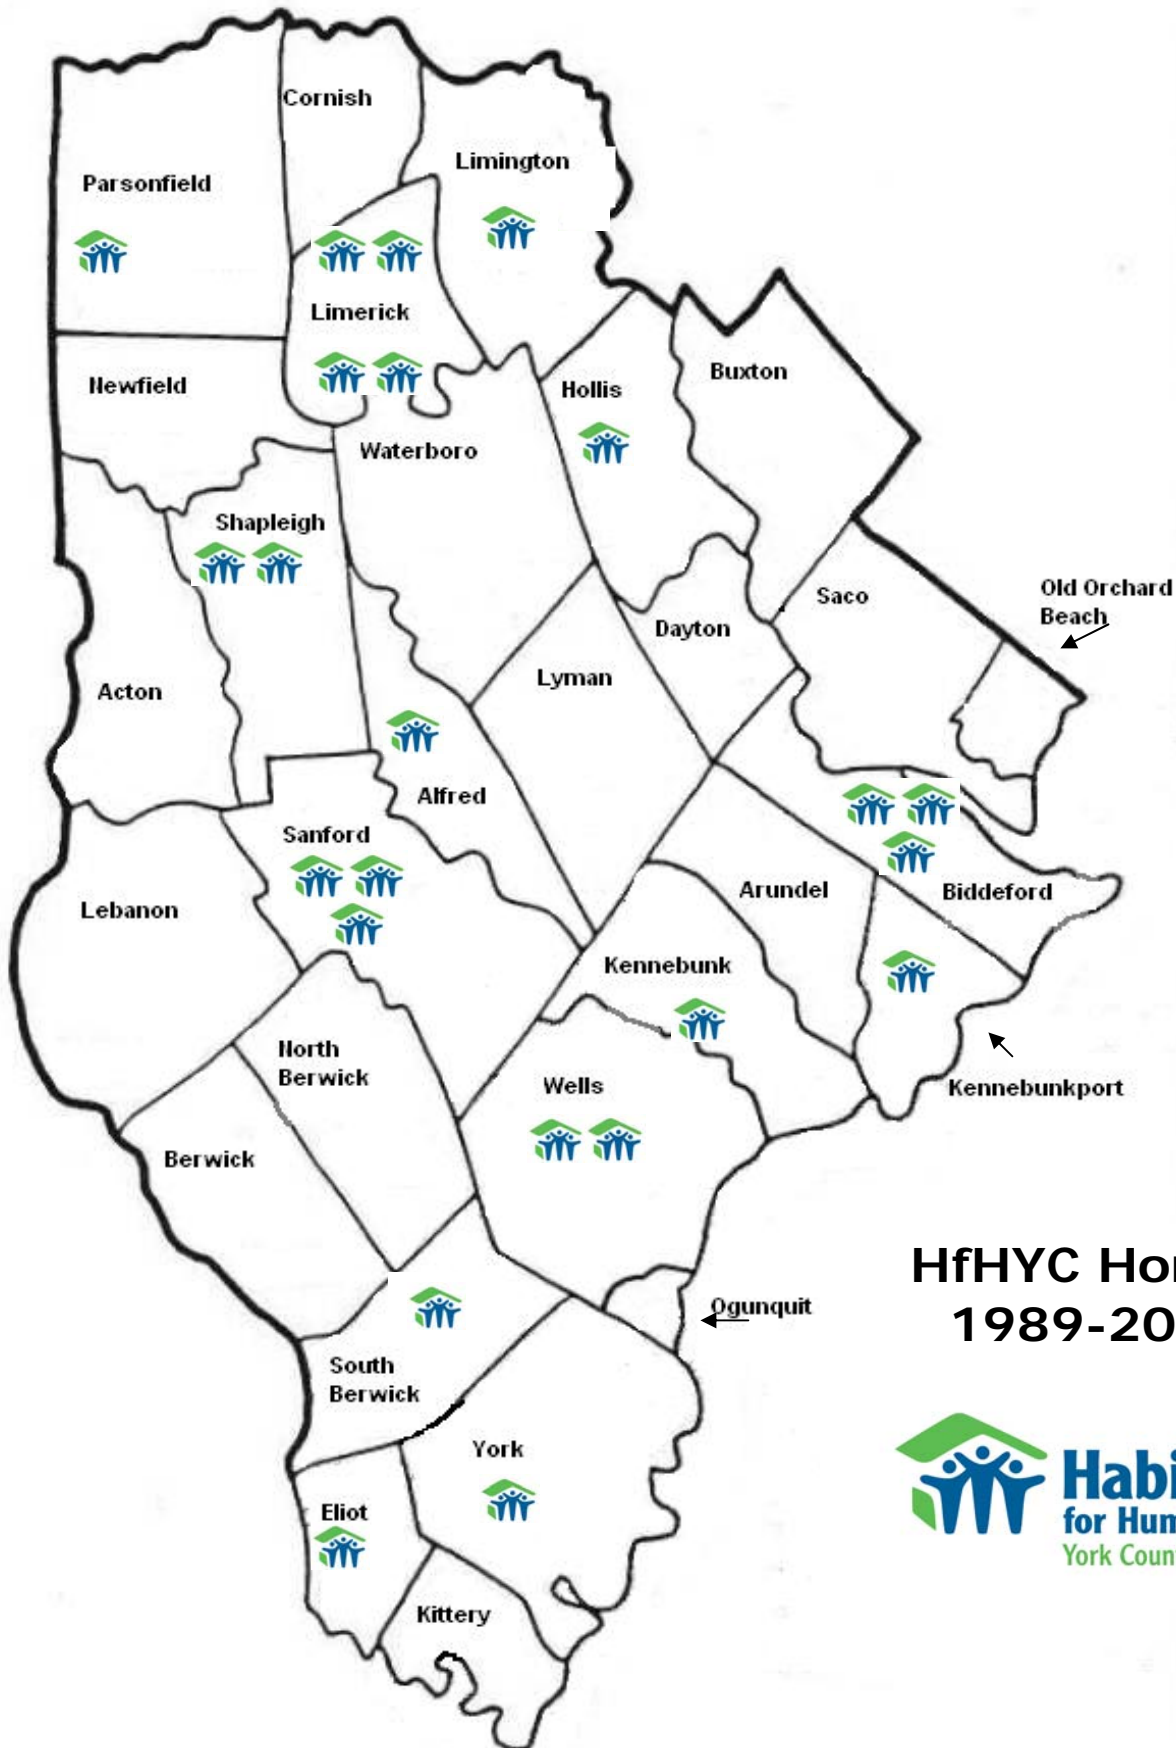 Cornish
Limington
Parsonfield
Limerick
Newfield
Hollis
Buxton
Waterboro
Shapleigh
Old Orchard
Beach
Saco
Dayton
Lyman
Acton
Alfred
Sanford
Arundel
Biddeford
Lebanon
Kennebunk
North
Berwick
Wells
Kennebunkport
Berwick
HfHYC
Ogunquit
1989-20
South
Berwick
York
Habi
for Hum
York Coun
Eliot
Kittery